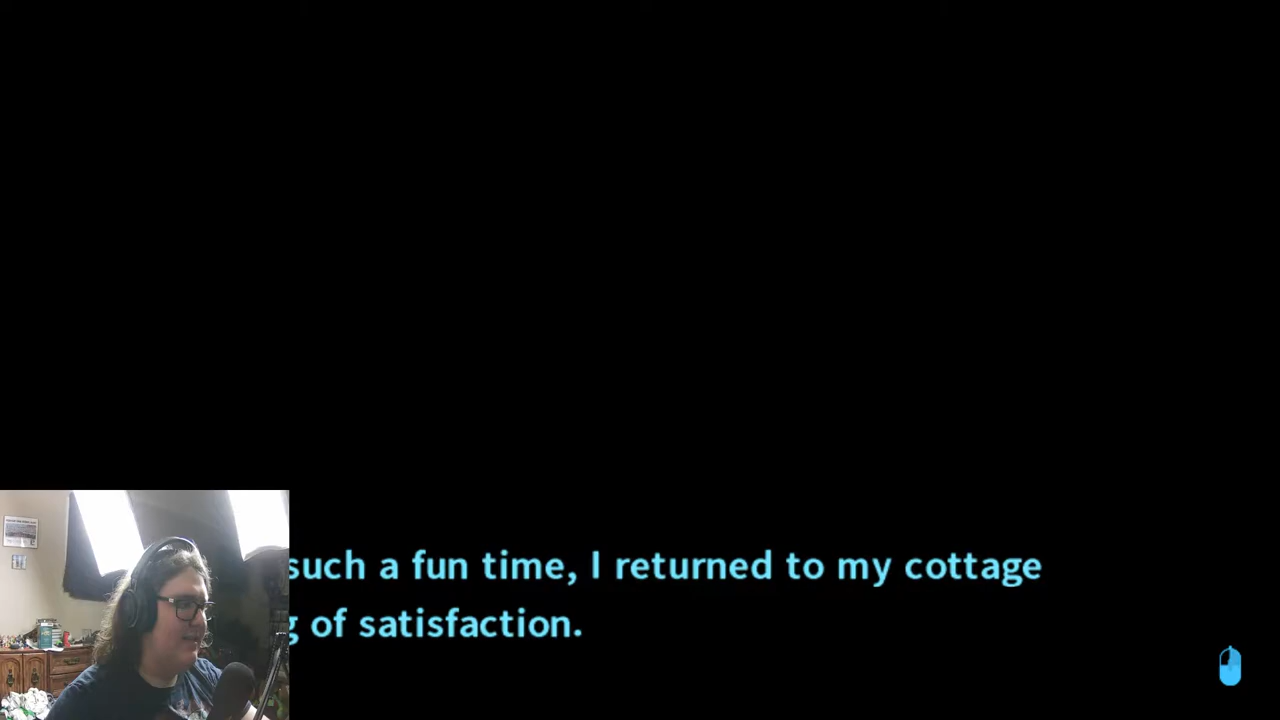 such a fun time, I returned to my cottage
of satisfaction.